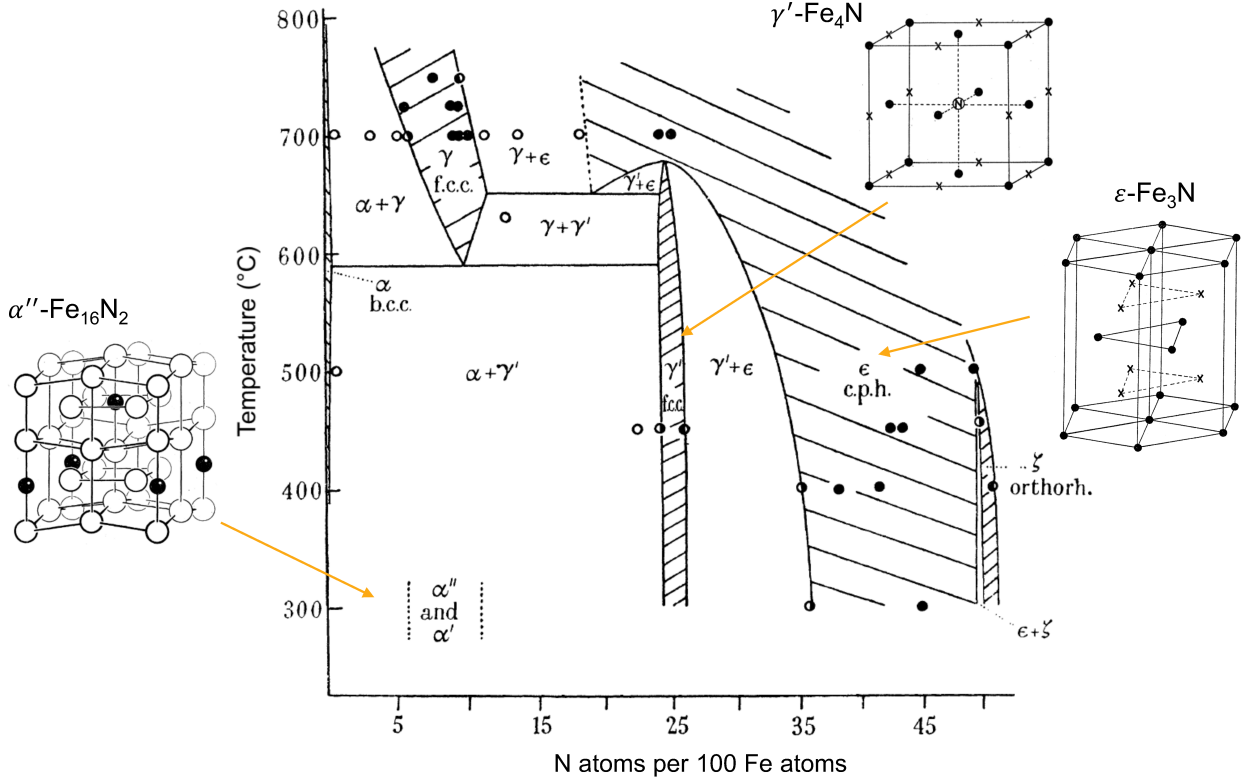 γ′-Fe₄N
800
N
700
γ
f.c.c.
γ+ϵ
γ′+ϵ
ε-Fe₃N
α+γ
γ+γ′
600
α
b.c.c.
α″-Fe₁₆N₂
Temperature (°C)
500
α+γ′
γ′
f.c.c.
γ′+ϵ
ϵ
c.p.h.
400
ζ
orthorh.
300
α″
and
α′
ϵ+ζ
5
15
25
35
45
N atoms per 100 Fe atoms